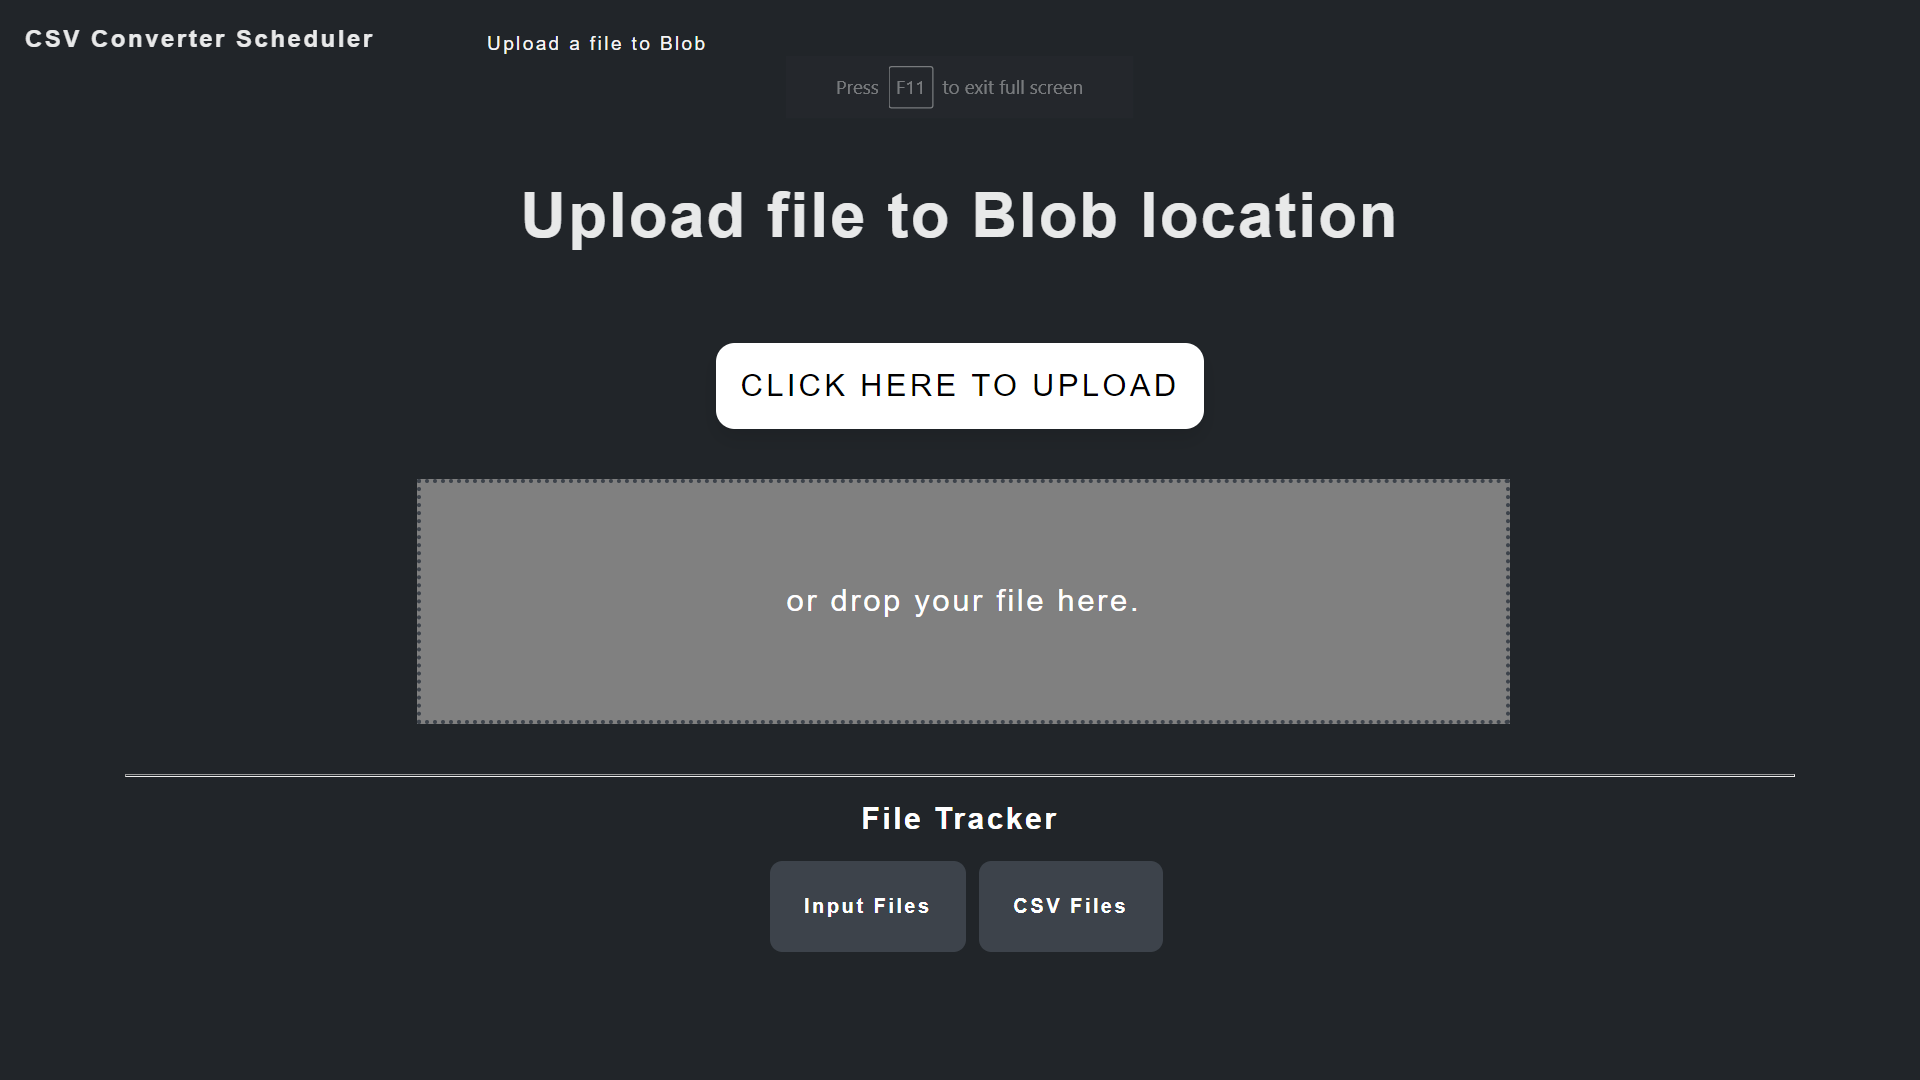 CSV Converter Scheduler
Upload a file to Blob
Press F11 to exit full screen
Upload file to Blob location
CLICK HERE TO UPLOAD
or drop your file here.
File Tracker
Input Files
CSV Files